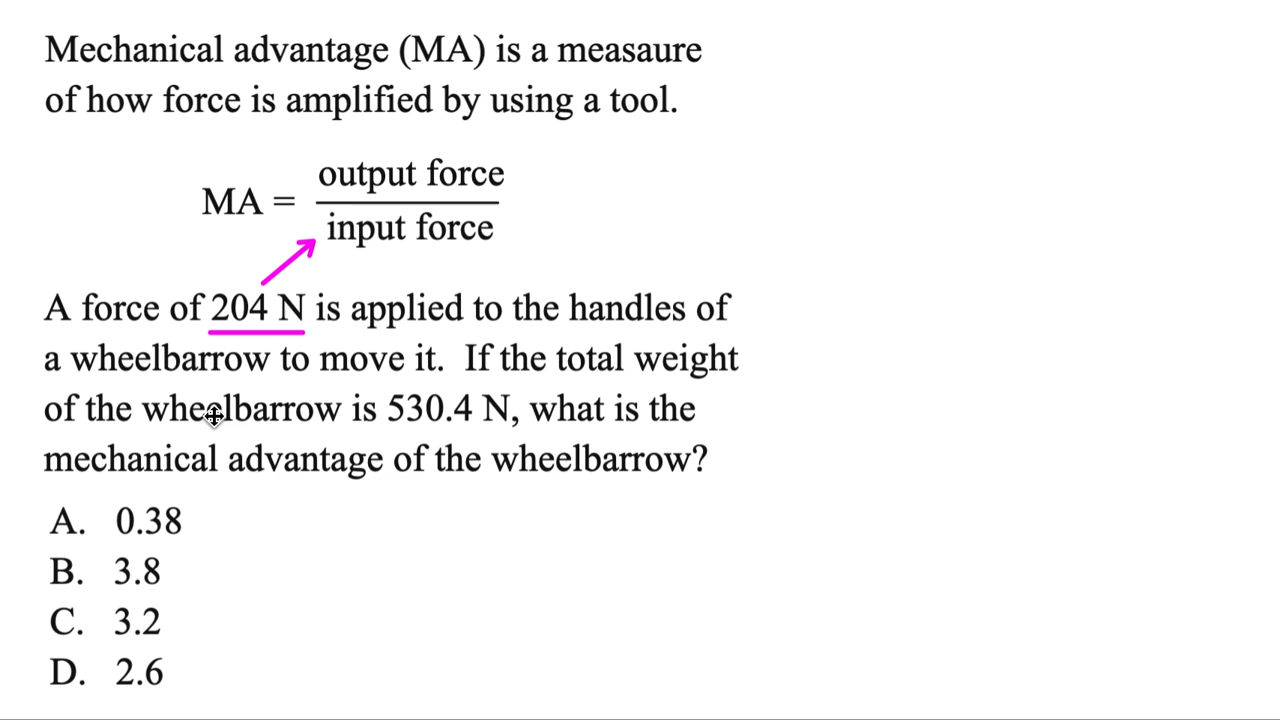 Mechanical advantage (MA) is a measaure
of how force is amplified by using a tool.
MA = output force
input force
A force of 204 N is applied to the handles of
a wheelbarrow to move it. If the total weight
of the wheelbarrow is 530.4 N, what is the
mechanical advantage of the wheelbarrow?
A. 0.38
B. 3.8
C. 3.2
D. 2.6